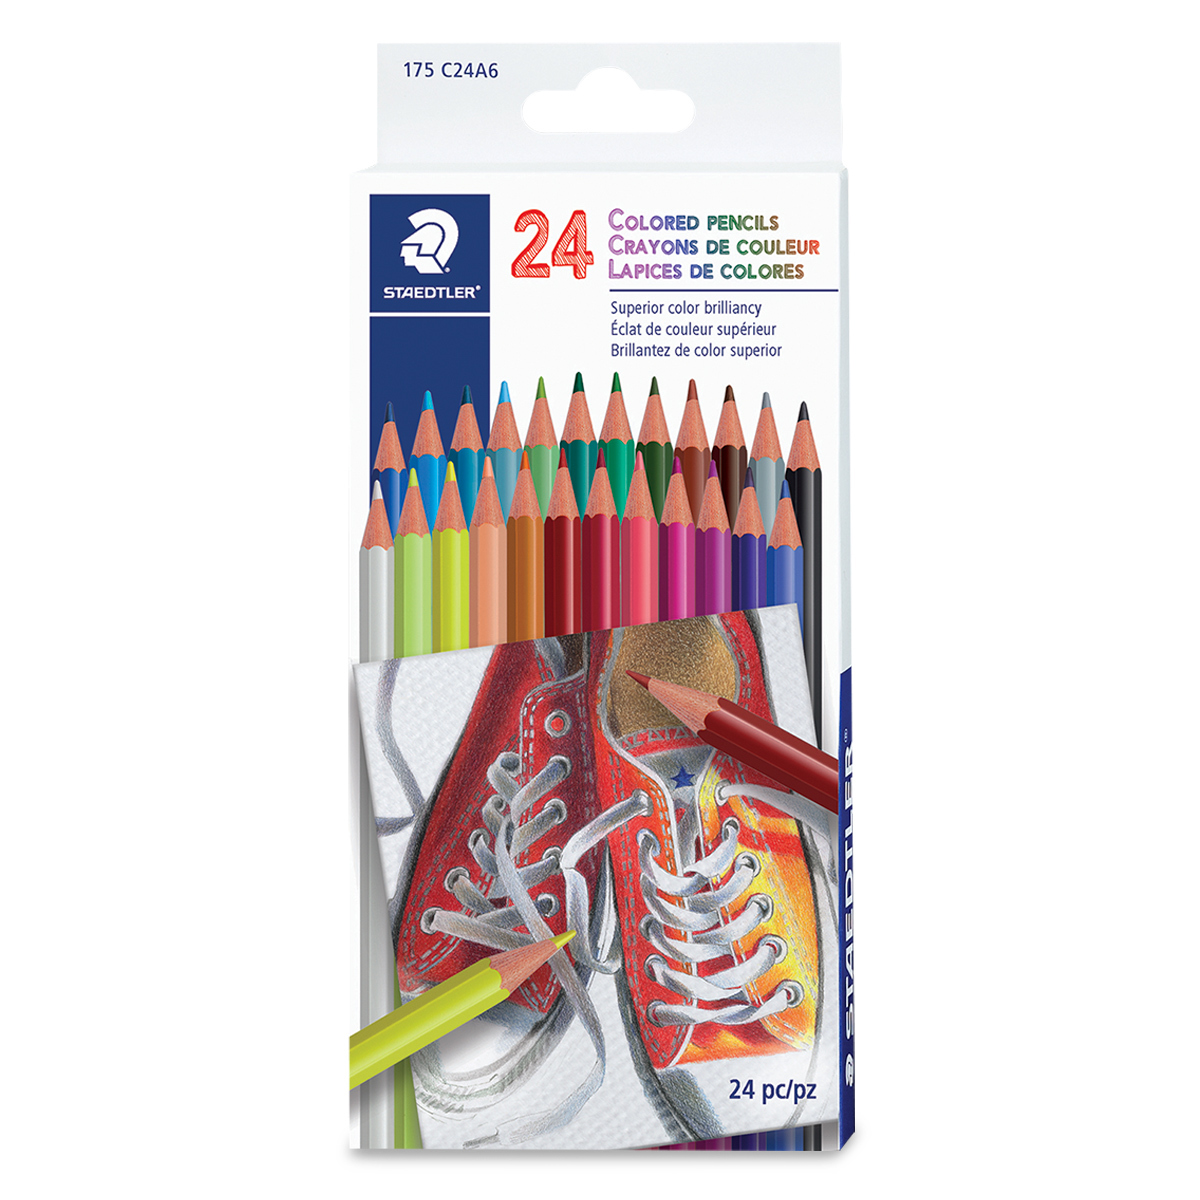 175 C24A6
STAEDTLER®
24
COLORED PENCILS
CRAYONS DE COULEUR
LAPICES DE COLORES
Superior color brilliancy
Éclat de couleur supérieur
Brillantez de color superior
24 pc/pz
STAEDTLER®